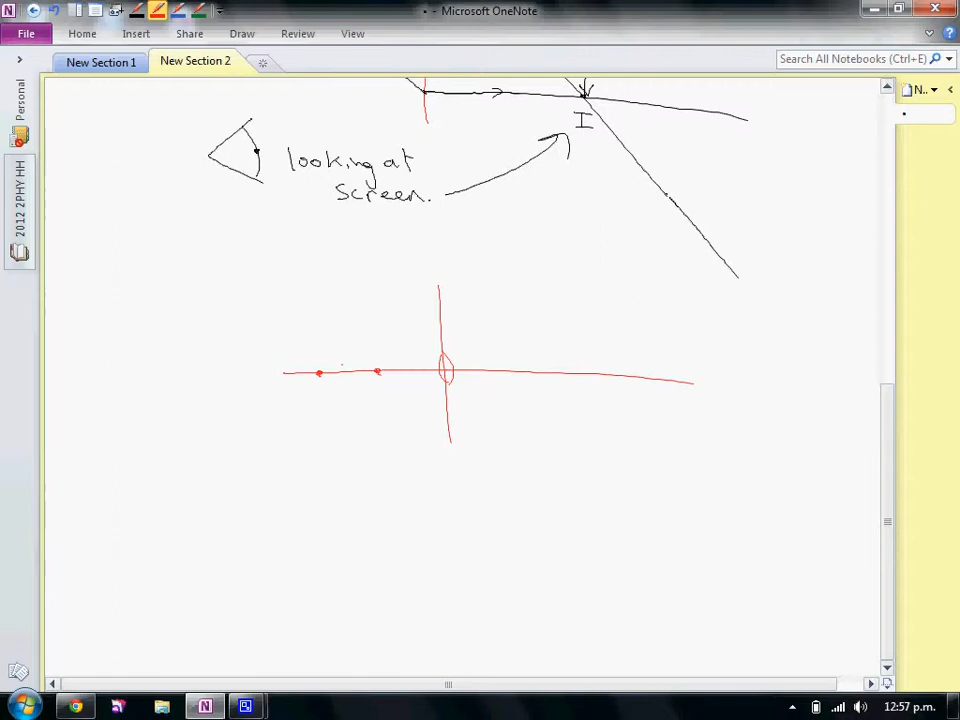 Microsoft OneNote
File Home Insert Share Draw Review View
New Section 1 New Section 2 Search All Notebooks (Ctrl+E)
N..
Personal
2012 2PHY HH
I
looking at
screen.
12:57 p.m.